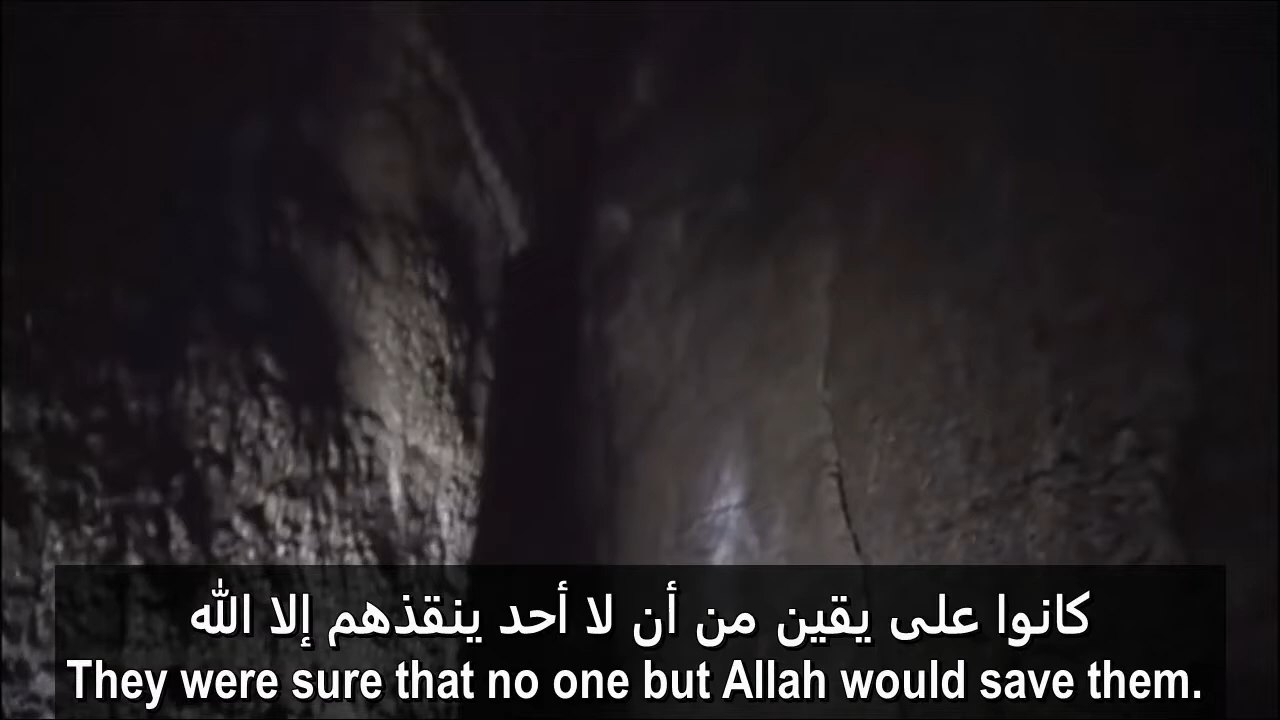 كانوا على يقين من أن لا أحد ينقذهم إلا الله
They were sure that no one but Allah would save them.